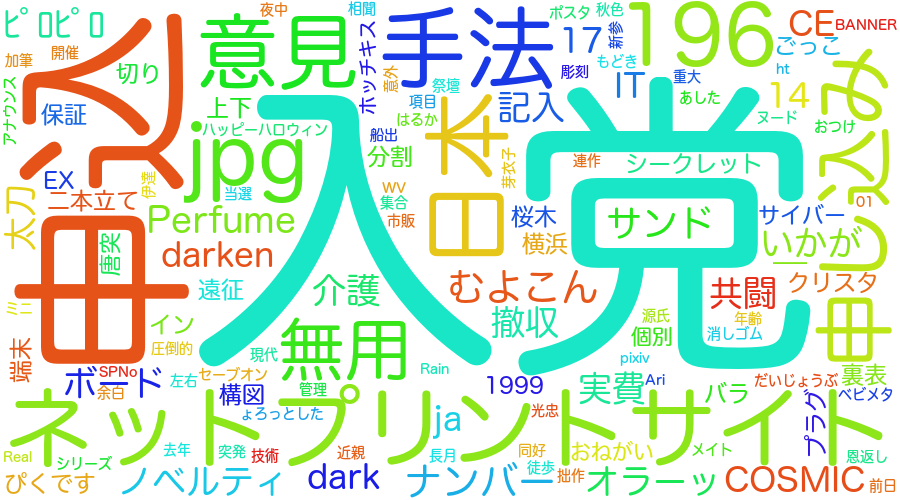 ピロピロ
夜中
相聞
ポスタ
秋色
CE
BANNER
加筆
開催
意見
手法
17
新参
196
ごっこ
込
切り
ホッチキス
意外
彫刻
もどき
ht
アナウンス
保証
上下
祭壇
項目
記入
IT
重大
14
申し込み
ハッピーハロウィン
はるか
あした
ヌード
おつけ
jpg
船出
日本
入党
分割
芽衣子
連作
シークレット
EX
伊達
当選
WV
集合
市販
01
二本立て
太刀
Perfume
桜木
サンド
サイバー
申
唐突
darken
横浜
いかが
遠征
介護
むよこん
共闘
クリスタ
ミニ
イン
無用
撤収
源氏
個別
年齢
消しゴム
圧倒的
現代
端末
SPNo
ボード
左右
セーブオン
Rain
pixiv
裏表
余白
構図
管理
1999
実費
Ari
バラ
だいじょうぶ
ベビメタ
ネットプリントサイト
ょろっとした
ja
光忠
プラグ
Real
シリーズ
去年
突発
技術
近親
長月
同好
おねがい
メイト
恩返し
ぴくです
ノベルティ
dark
ナンバー
徒歩
拙作
オラーッ
COSMIC
前日